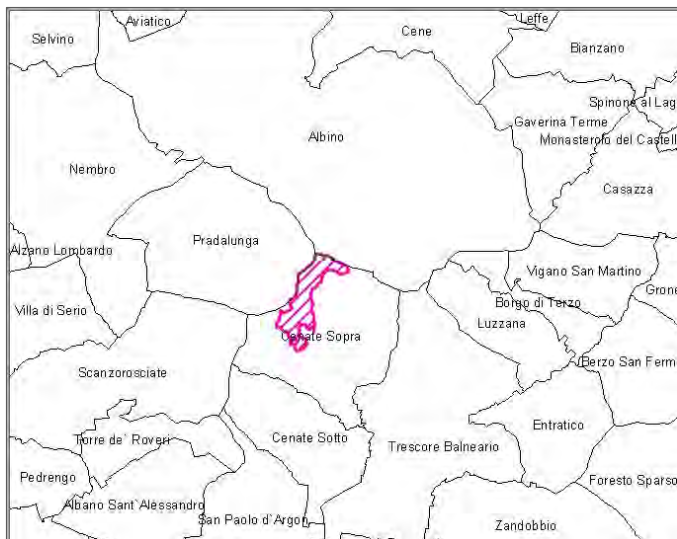 Aviatico
Leffe
Selvino
Cene
Bianzano
Spinone al Lag
Gaverina Terme
Albino
Monasterolo del Castell
Nembro
Casazza
Pradalunga
Alzano Lombardo
Vigano San Martino
Grone
Borgo di Terzo
Villa di Serio
Luzzana
Cenate Sopra
Berzo San Ferm
Scanzorosciate
Entratico
Torre de` Roveri
Cenate Sotto
Trescore Balneario
Pedrengo
Foresto Sparso
Albano Sant`Alessandro
San Paolo d`Argon
Zandobbio